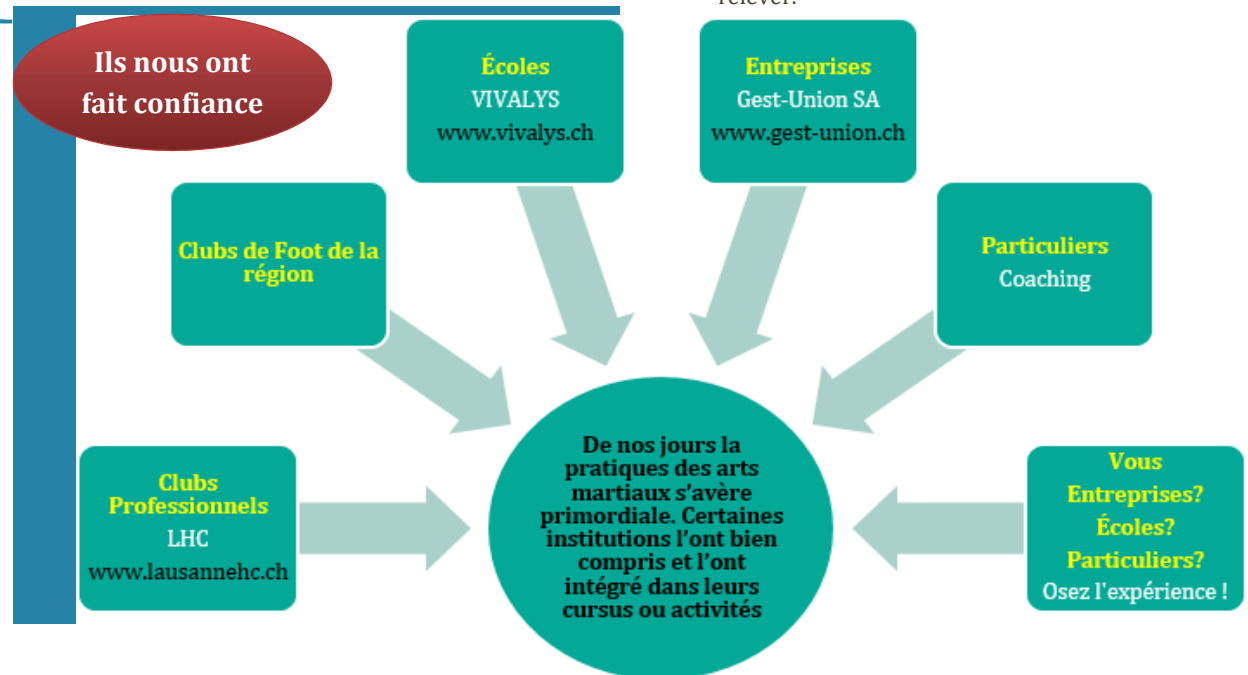 relever.
Ils nous ont
fait confiance
Écoles
VIVALYS
www.vivalys.ch
Entreprises
Gest-Union SA
www.gest-union.ch
Clubs de Foot de la
région
Particuliers
Coaching
Clubs
Professionnels
LHC
www.lausannehc.ch
De nos jours la
pratiques des arts
martiaux s’avère
primordiale. Certaines
institutions l’ont bien
compris et l’ont
intégré dans leurs
cursus ou activités
Vous
Entreprises?
Écoles?
Particuliers?
Osez l'expérience !